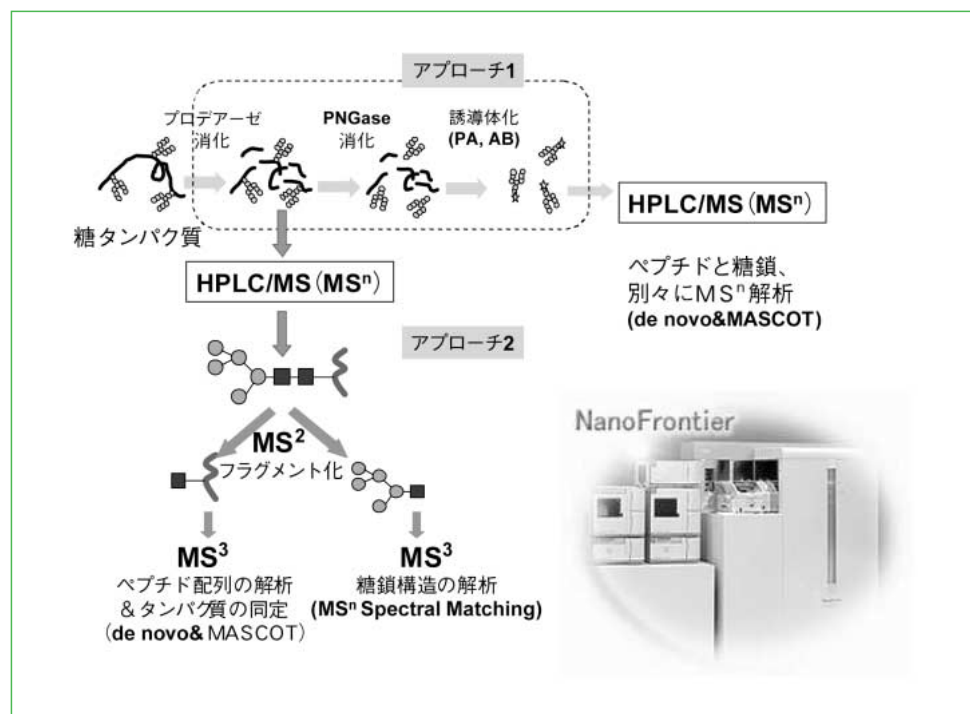 アプローチ1
プロデアーゼ
消化
PNGase
消化
誘導体化
(PA, AB)
糖タンパク質
HPLC/MS(MSⁿ)
ペプチドと糖鎖、
別々にMSⁿ解析
(de novo&MASCOT)
HPLC/MS(MSⁿ)
アプローチ2
MS²
フラグメント化
MS³
ペプチド配列の解析
&タンパク質の同定
(de novo& MASCOT)
MS³
糖鎖構造の解析
(MSⁿ Spectral Matching)
NanoFrontier